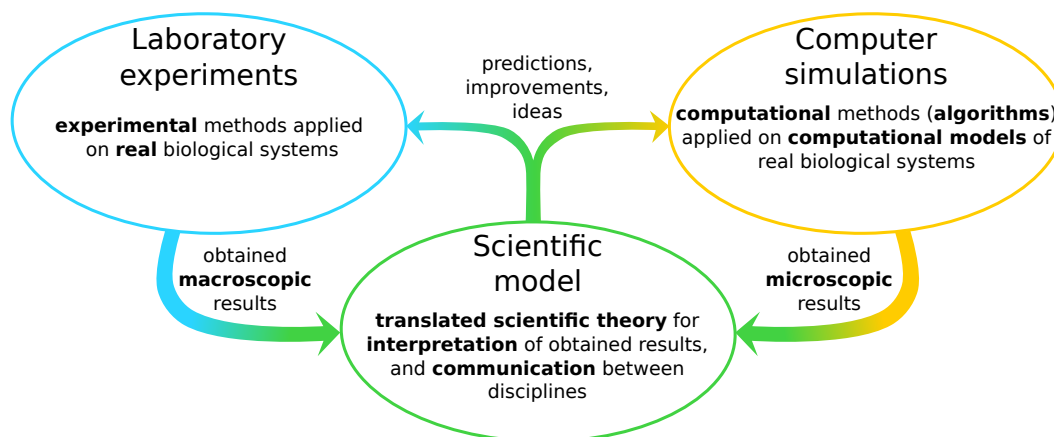 Laboratory
experiments
experimental methods applied
on real biological systems
predictions,
improvements,
ideas
Computer
simulations
computational methods (algorithms)
applied on computational models of
real biological systems
obtained
macroscopic
results
Scientific
model
translated scientific theory for
interpretation of obtained results,
and communication between
disciplines
obtained
microscopic
results